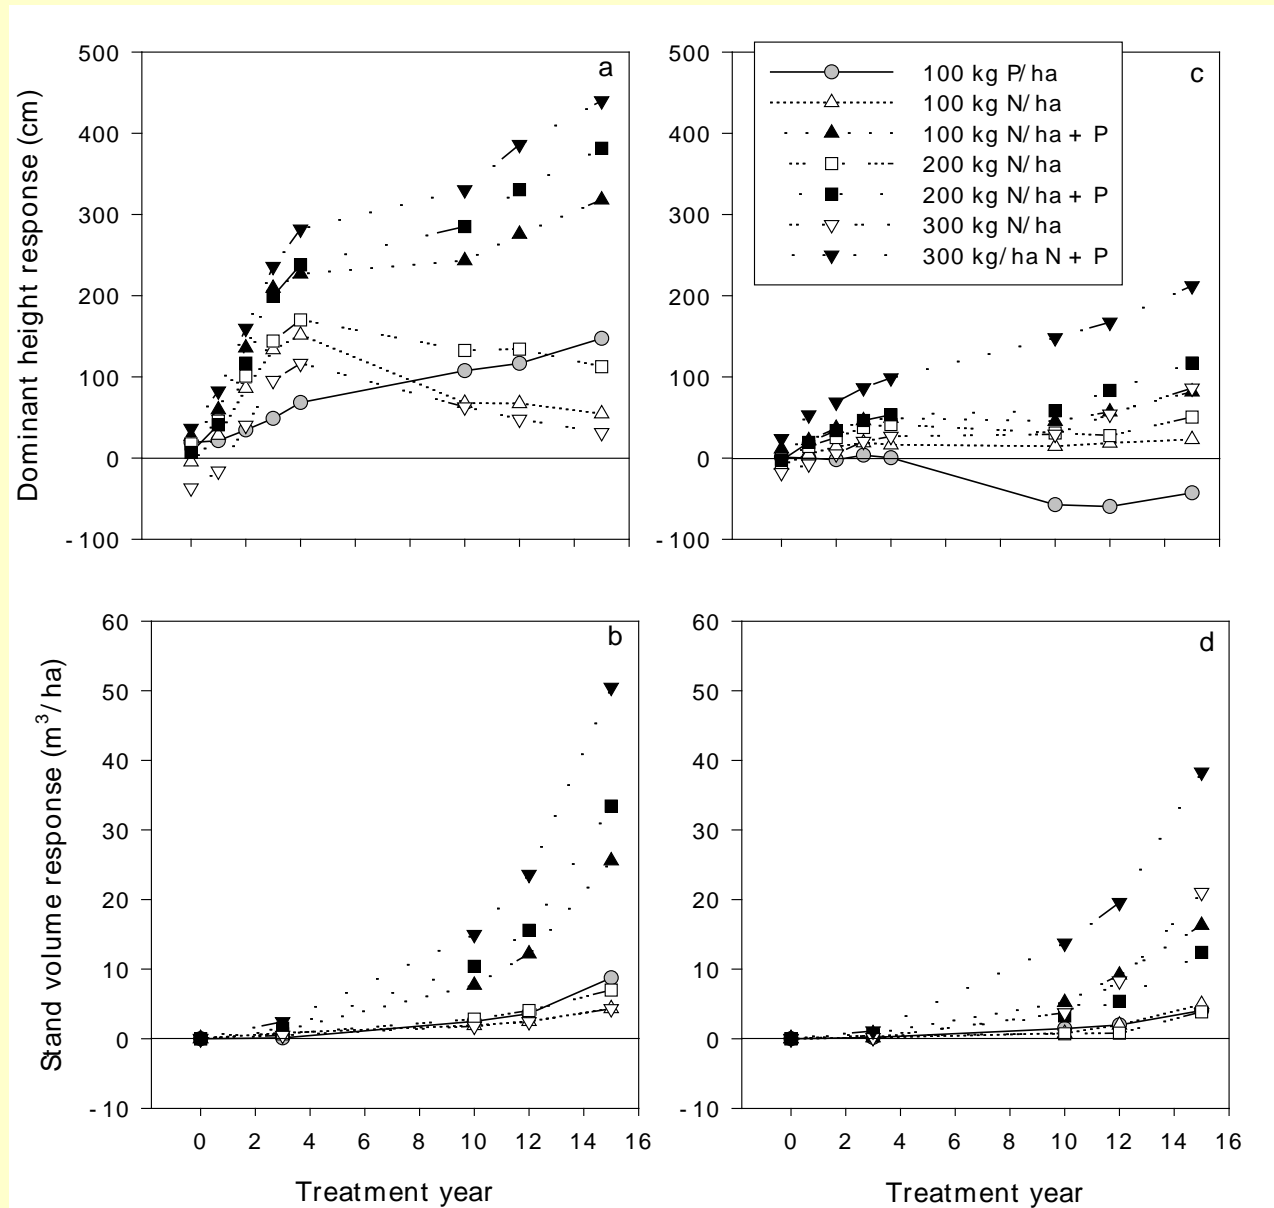 a
500
400
300
200
100
0
-100
Dominant height response (cm)
c
500
400
300
200
100
0
-100
100 kg P/ha
100 kg N/ha
100 kg N/ha + P
200 kg N/ha
200 kg N/ha + P
300 kg N/ha
300 kg/ha N + P
b
60
50
40
30
20
10
0
-10
Stand volume response (m³/ha)
0 2 4 6 8 10 12 14 16
Treatment year
d
60
50
40
30
20
10
0
-10
0 2 4 6 8 10 12 14 16
Treatment year